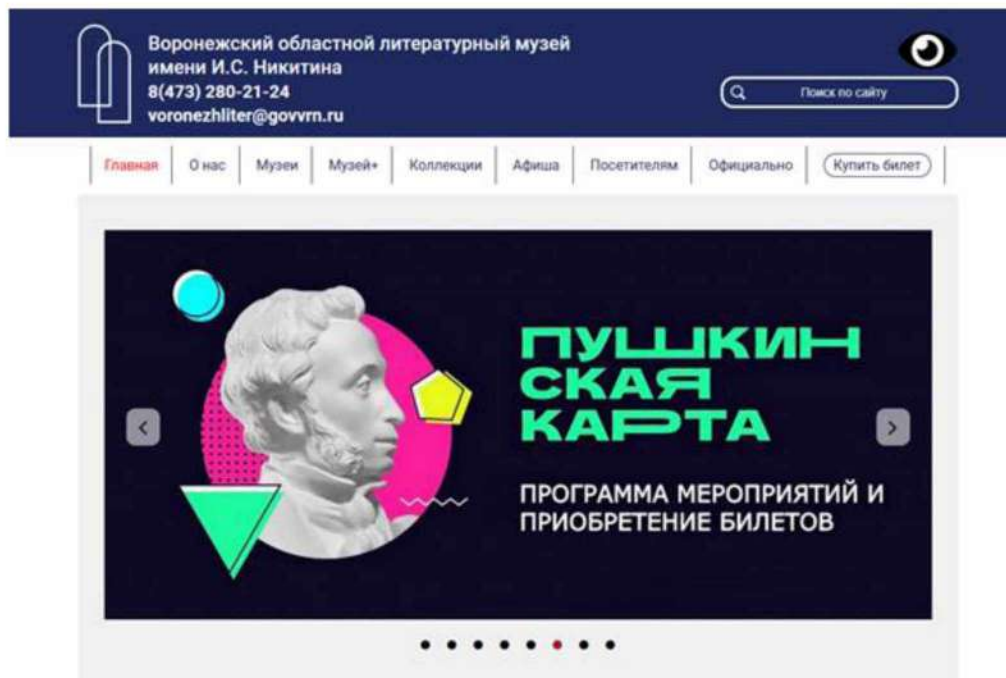 Воронежский областной литературный музей
имени И.С. Никитина
8(473) 280-21-24
voronezhliter@govvrn.ru
Поиск по сайту
Главная О нас Музеи Музей+ Коллекции Афиша Посетителям Официально Купить билет
ПУШКИН
СКАЯ
КАРТА
ПРОГРАММА МЕРОПРИЯТИЙ И
ПРИОБРЕТЕНИЕ БИЛЕТОВ